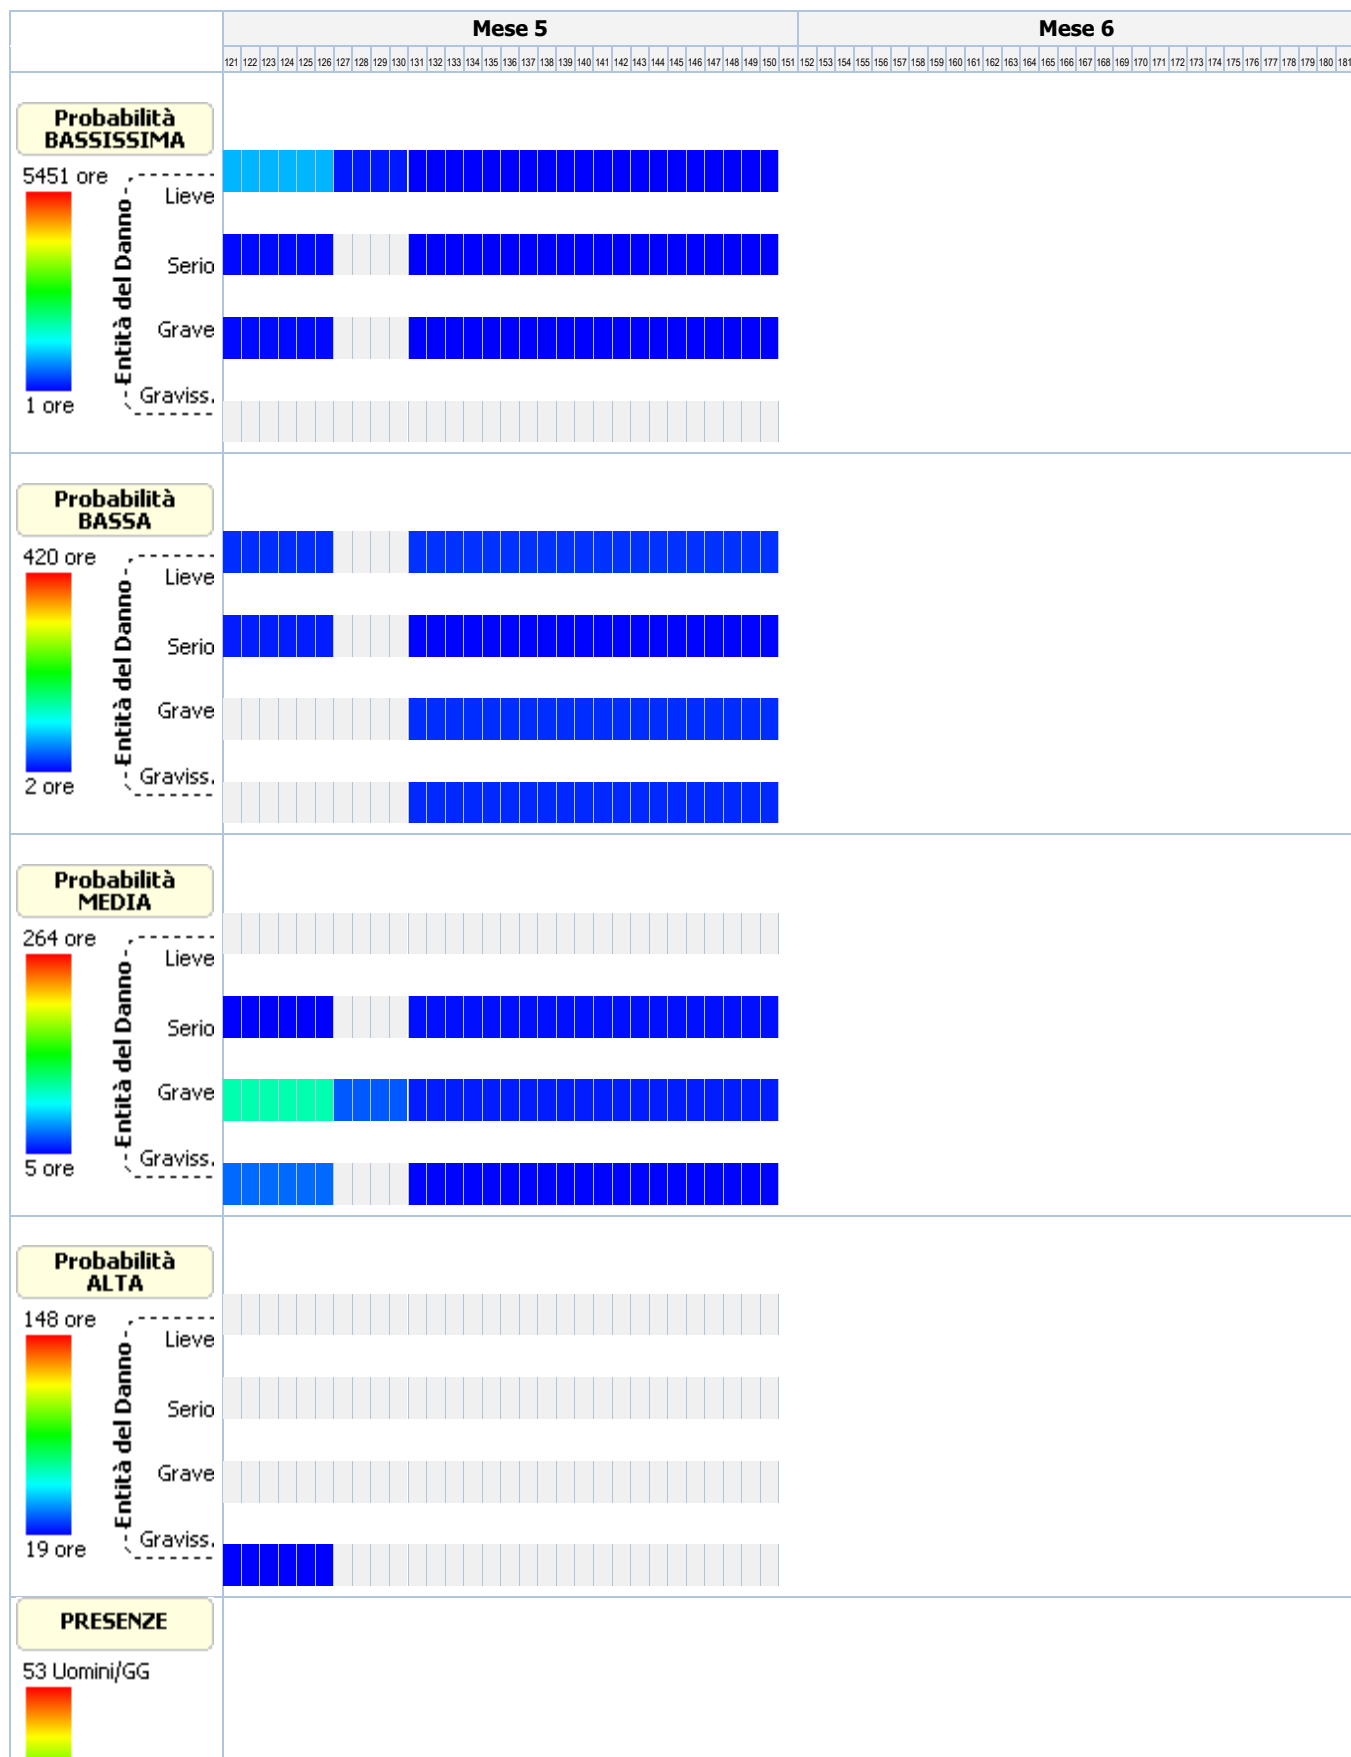 Mese 5 Mese 6
121 122 123 124 125 126 127 128 129 130 131 132 133 134 135 136 137 138 139 140 141 142 143 144 145 146 147 148 149 150 151 152 153 154 155 156 157 158 159 160 161 162 163 164 165 166 167 168 169 170 171 172 173 174 175 176 177 178 179 180 181
Probabilità
BASSISSIMA
5451 ore
Entità del Danno
Lieve
Serio
Grave
Graviss.
1 ore
Probabilità
BASSA
420 ore
Entità del Danno
Lieve
Serio
Grave
Graviss.
2 ore
Probabilità
MEDIA
264 ore
Entità del Danno
Lieve
Serio
Grave
Graviss.
5 ore
Probabilità
ALTA
148 ore
Entità del Danno
Lieve
Serio
Grave
Graviss.
19 ore
PRESENZE
53 Uomini/GG